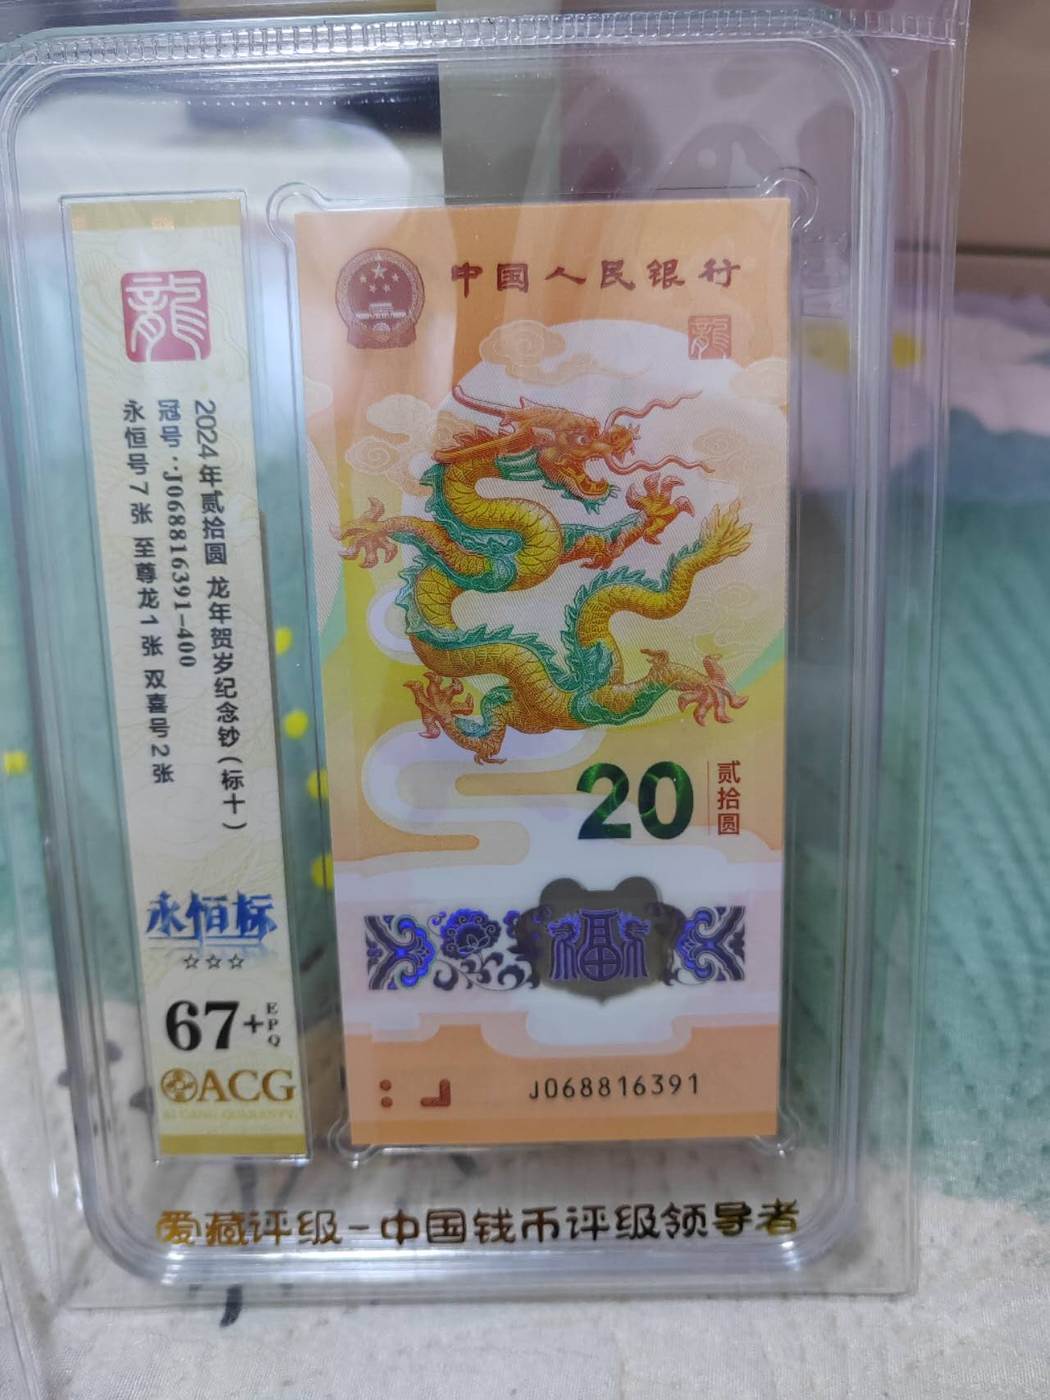 龍
2024年贰拾圆 龙年贺岁纪念钞(标十)
冠号:J068816391-400
永恒号7张 至尊龙1张 双喜号2张
永恒标
☆☆☆
67+
EPQ
ACG
中国人民银行
龍
20
贰拾圆
福
J068816391
爱藏评级-中国钱币评级领导者